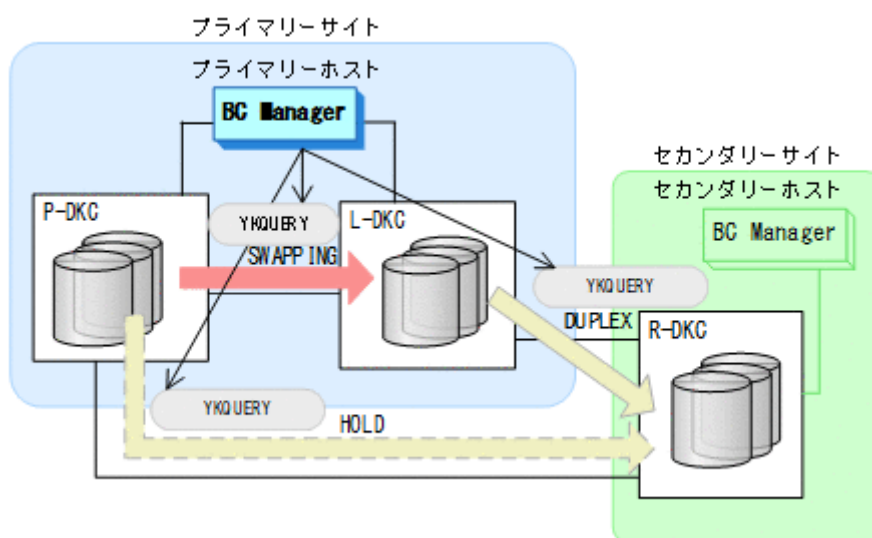 プライマリーサイト
プライマリーホスト
BC Manager
セカンダリーサイト
セカンダリーホスト
BC Manager
P-DKC
YKQUERY
L-DKC
SWAPPING
YKQUERY
DUPLEX
R-DKC
YKQUERY
HOLD